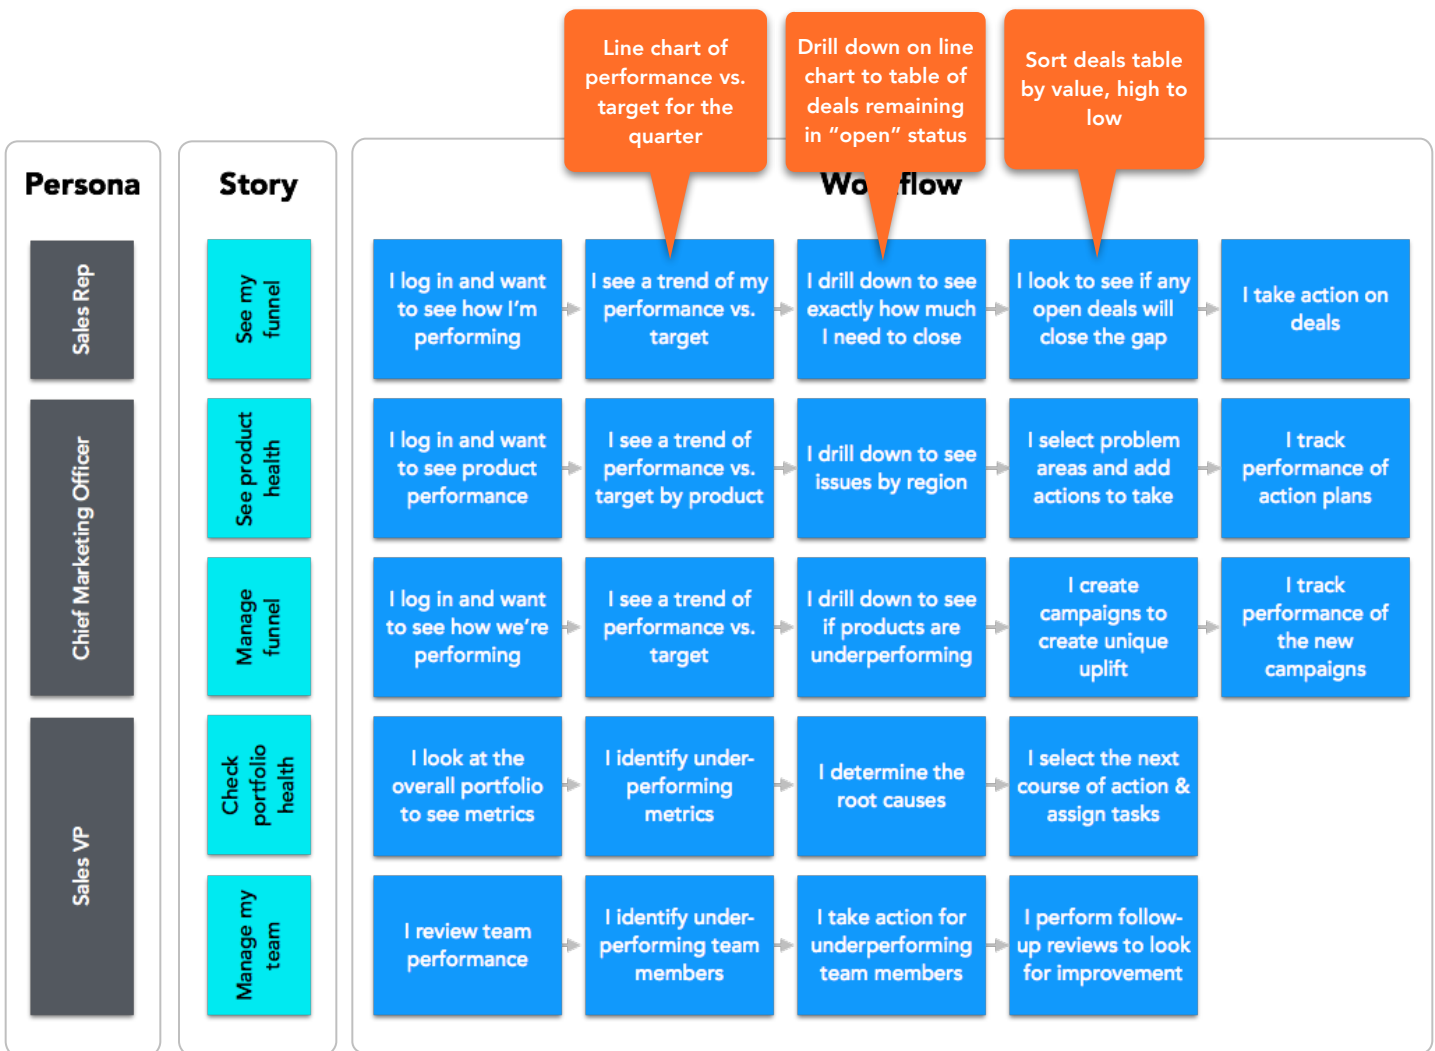 Line chart of
performance vs.
target for the
quarter
Drill down on line
chart to table of
deals remaining
in “open” status
Sort deals table
by value, high to
low
Persona
Story
Workflow
Sales Rep
See my
funnel
I log in and want
to see how I’m
performing
I see a trend of my
performance vs.
target
I drill down to see
exactly how much
I need to close
I look to see if any
open deals will
close the gap
I take action on
deals
Chief Marketing Officer
See product
health
I log in and want
to see product
performance
I see a trend of
performance vs.
target by product
I drill down to see
issues by region
I select problem
areas and add
actions to take
I track
performance of
action plans
Manage
funnel
I log in and want
to see how we’re
performing
I see a trend of
performance vs.
target
I drill down to see
if products are
underperforming
I create
campaigns to
create unique
uplift
I track
performance of
the new
campaigns
Sales VP
Check
portfolio
health
I look at the
overall portfolio
to see metrics
I identify under-
performing
metrics
I determine the
root causes
I select the next
course of action &
assign tasks
Manage my
team
I review team
performance
I identify under-
performing team
members
I take action for
underperforming
team members
I perform follow-
up reviews to look
for improvement